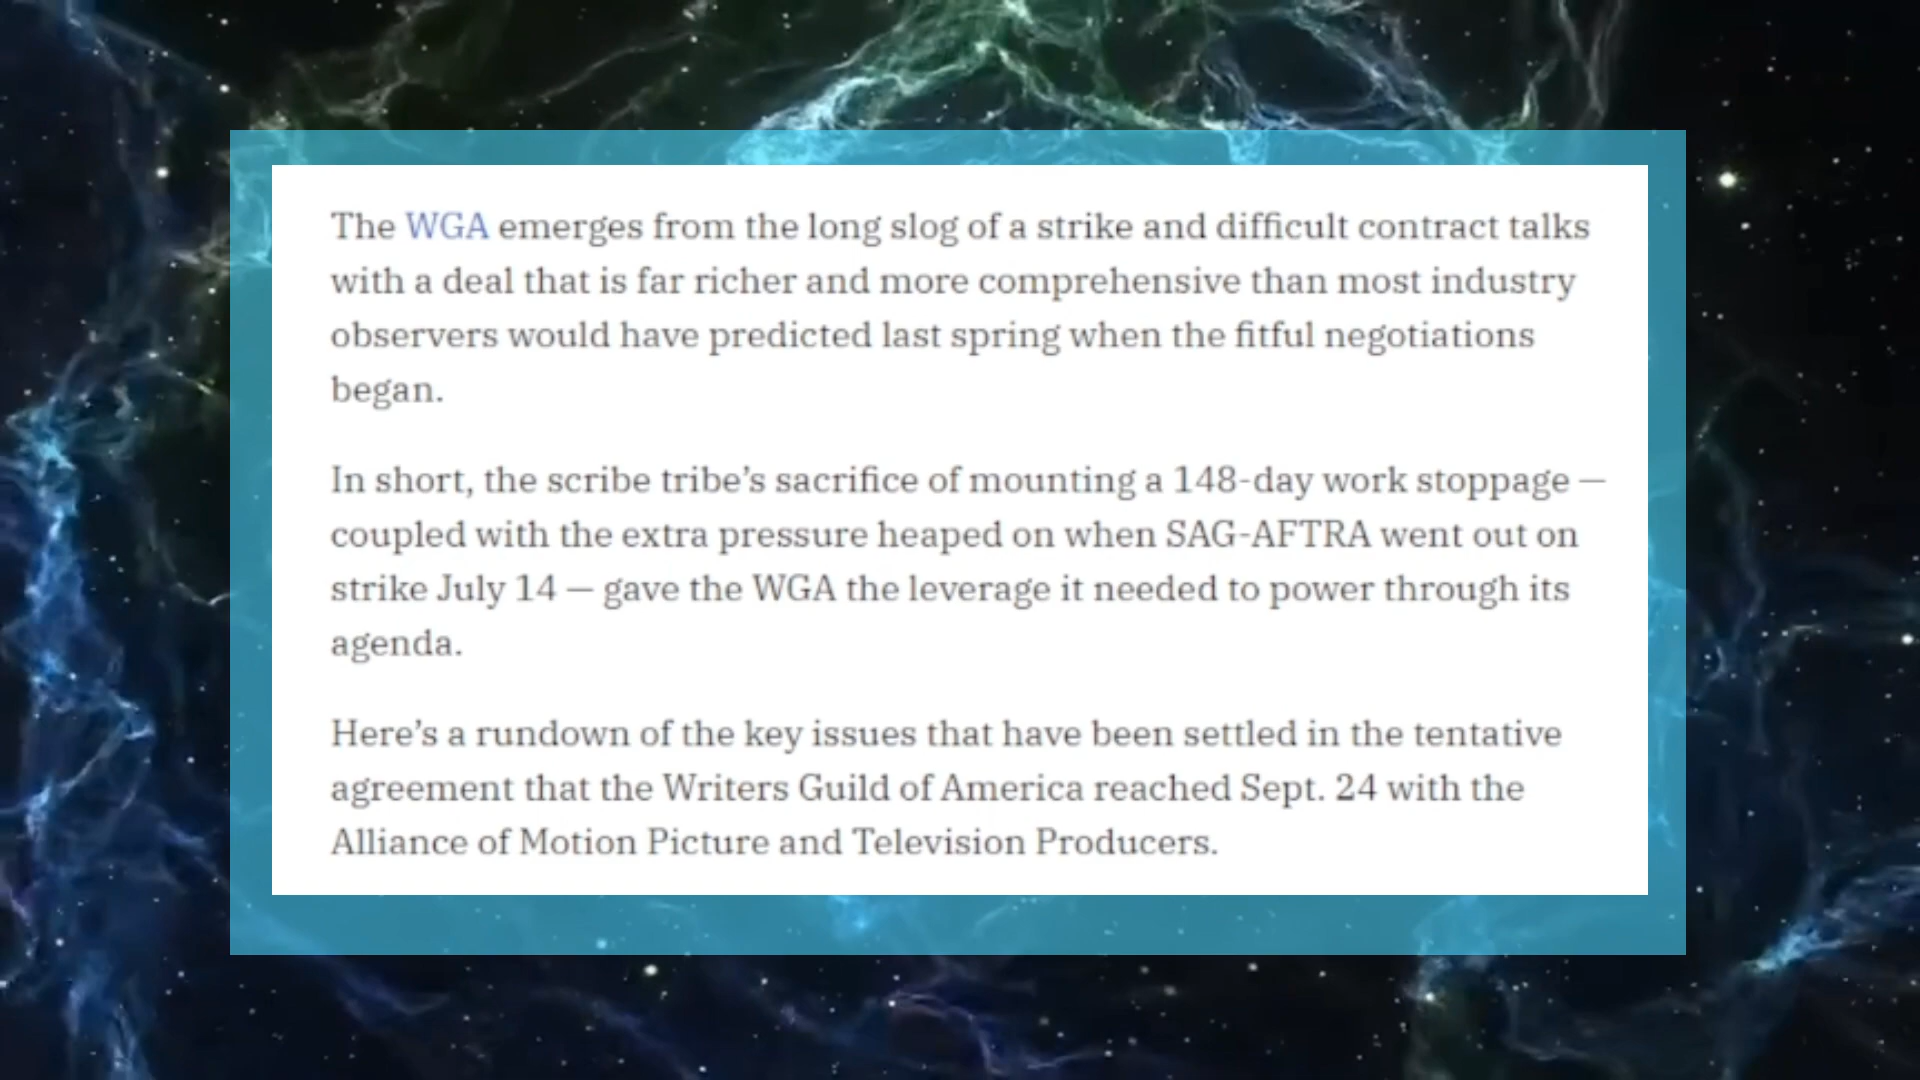 The WGA emerges from the long slog of a strike and difficult contract talks
with a deal that is far richer and more comprehensive than most industry
observers would have predicted last spring when the fitful negotiations
began.
In short, the scribe tribe’s sacrifice of mounting a 148-day work stoppage —
coupled with the extra pressure heaped on when SAG-AFTRA went out on
strike July 14 — gave the WGA the leverage it needed to power through its
agenda.
Here’s a rundown of the key issues that have been settled in the tentative
agreement that the Writers Guild of America reached Sept. 24 with the
Alliance of Motion Picture and Television Producers.